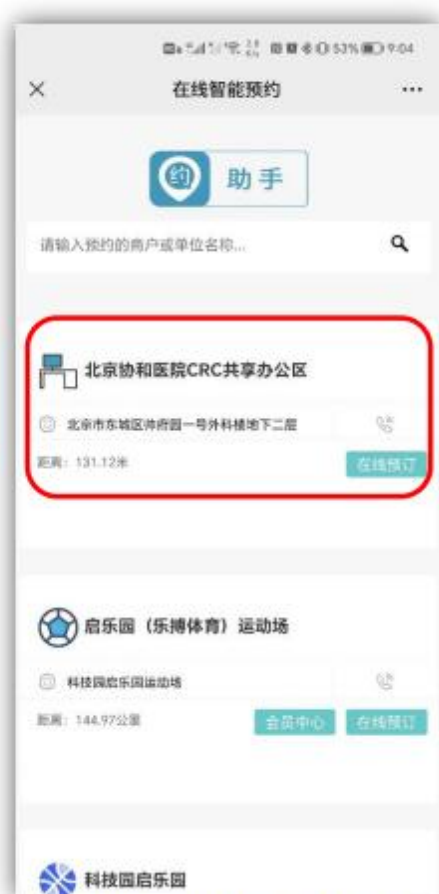 53% 9:04
在线智能预约
约 助手
请输入预约的商户或单位名称...
北京协和医院CRC共享办公区
北京市东城区帅府园一号外科楼地下二层
距离：131.12米 在线预订
启乐园（乐搏体育）运动场
科技园启乐园运动场
距离：144.97公里 会员中心 在线预订
科技园启乐园